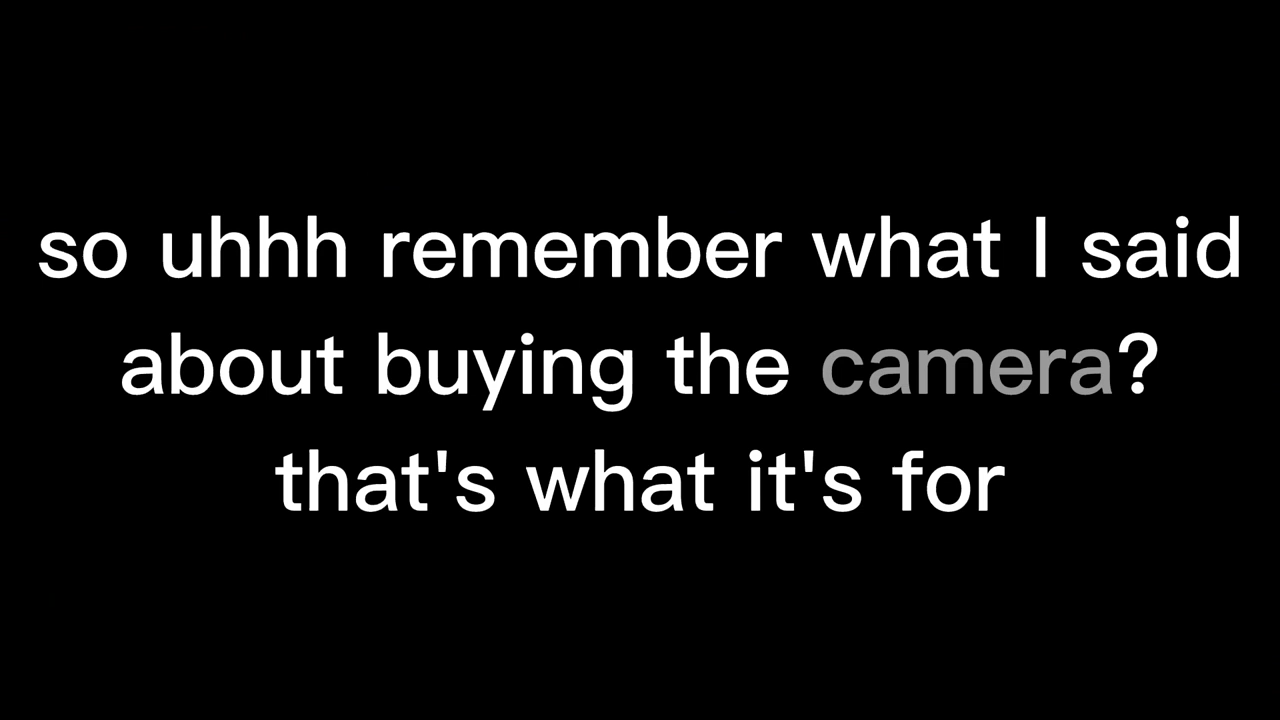 so uhhh remember what I said
about buying the camera?
that's what it's for